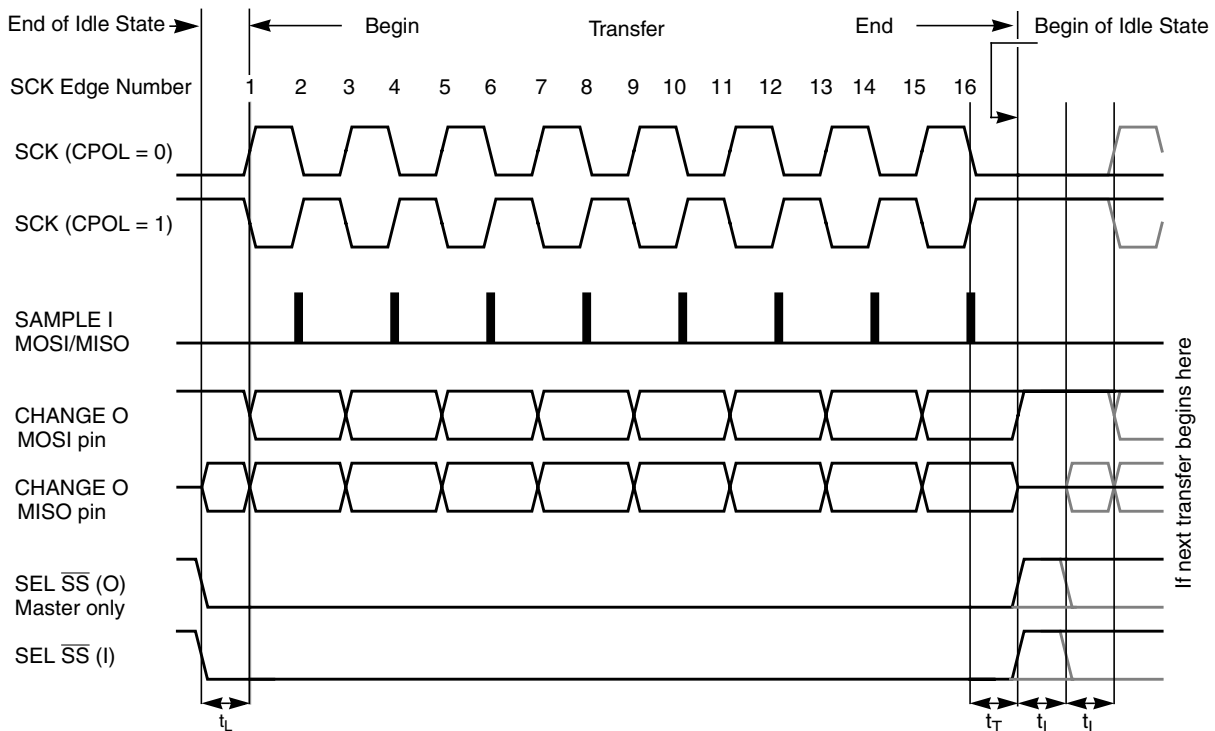 End of Idle State Begin Transfer End Begin of Idle State
SCK Edge Number 1 2 3 4 5 6 7 8 9 10 11 12 13 14 15 16
SCK (CPOL = 0)
SCK (CPOL = 1)
SAMPLE I
MOSI/MISO
CHANGE O
MOSI pin
CHANGE O
MISO pin
SEL SS (O)
Master only
SEL SS (I)
tL tT tI tL
If next transfer begins here